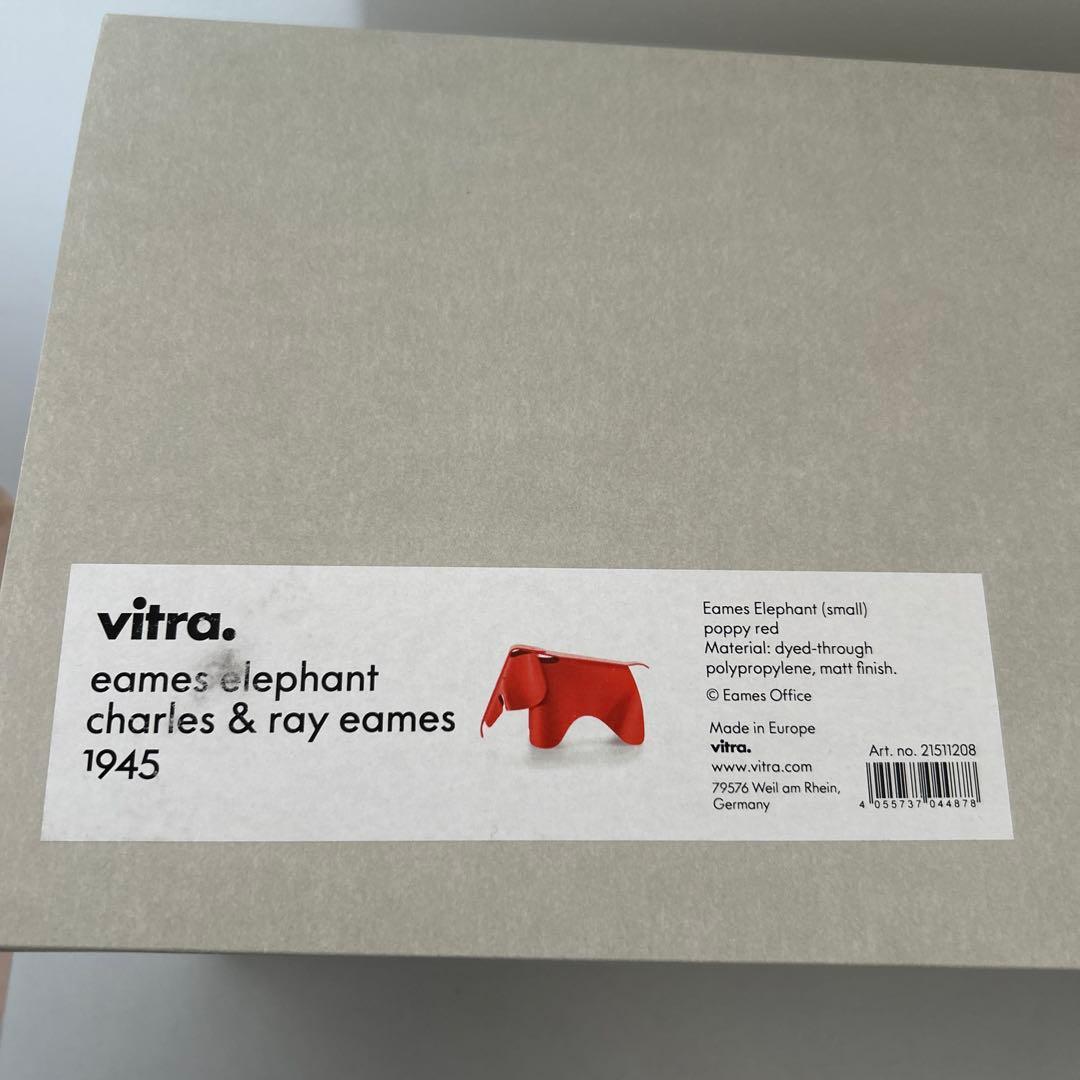 vitra.
eames elephant
charles & ray eames
1945
Eames Elephant (small)
poppy red
Material: dyed-through
polypropylene, matt finish.
© Eames Office
Made in Europe
vitra.
www.vitra.com
79576 Weil am Rhein,
Germany
Art. no. 21511208
4 055737 044878